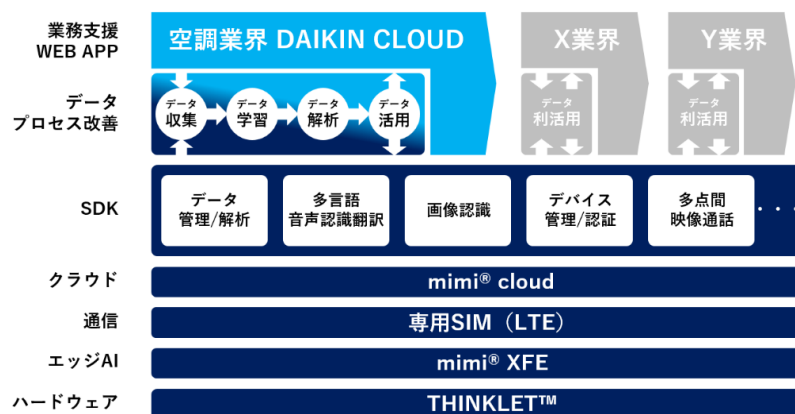 業務支援
WEB APP
空調業界 DAIKIN CLOUD
X業界
Y業界
データ
プロセス改善
データ
収集
データ
学習
データ
解析
データ
活用
データ
利活用
データ
利活用
SDK
データ
管理/解析
多言語
音声認識翻訳
画像認識
デバイス
管理/認証
多点間
映像通話
・・・
クラウド
mimi® cloud
通信
専用SIM（LTE）
エッジAI
mimi® XFE
ハードウェア
THINKLET™